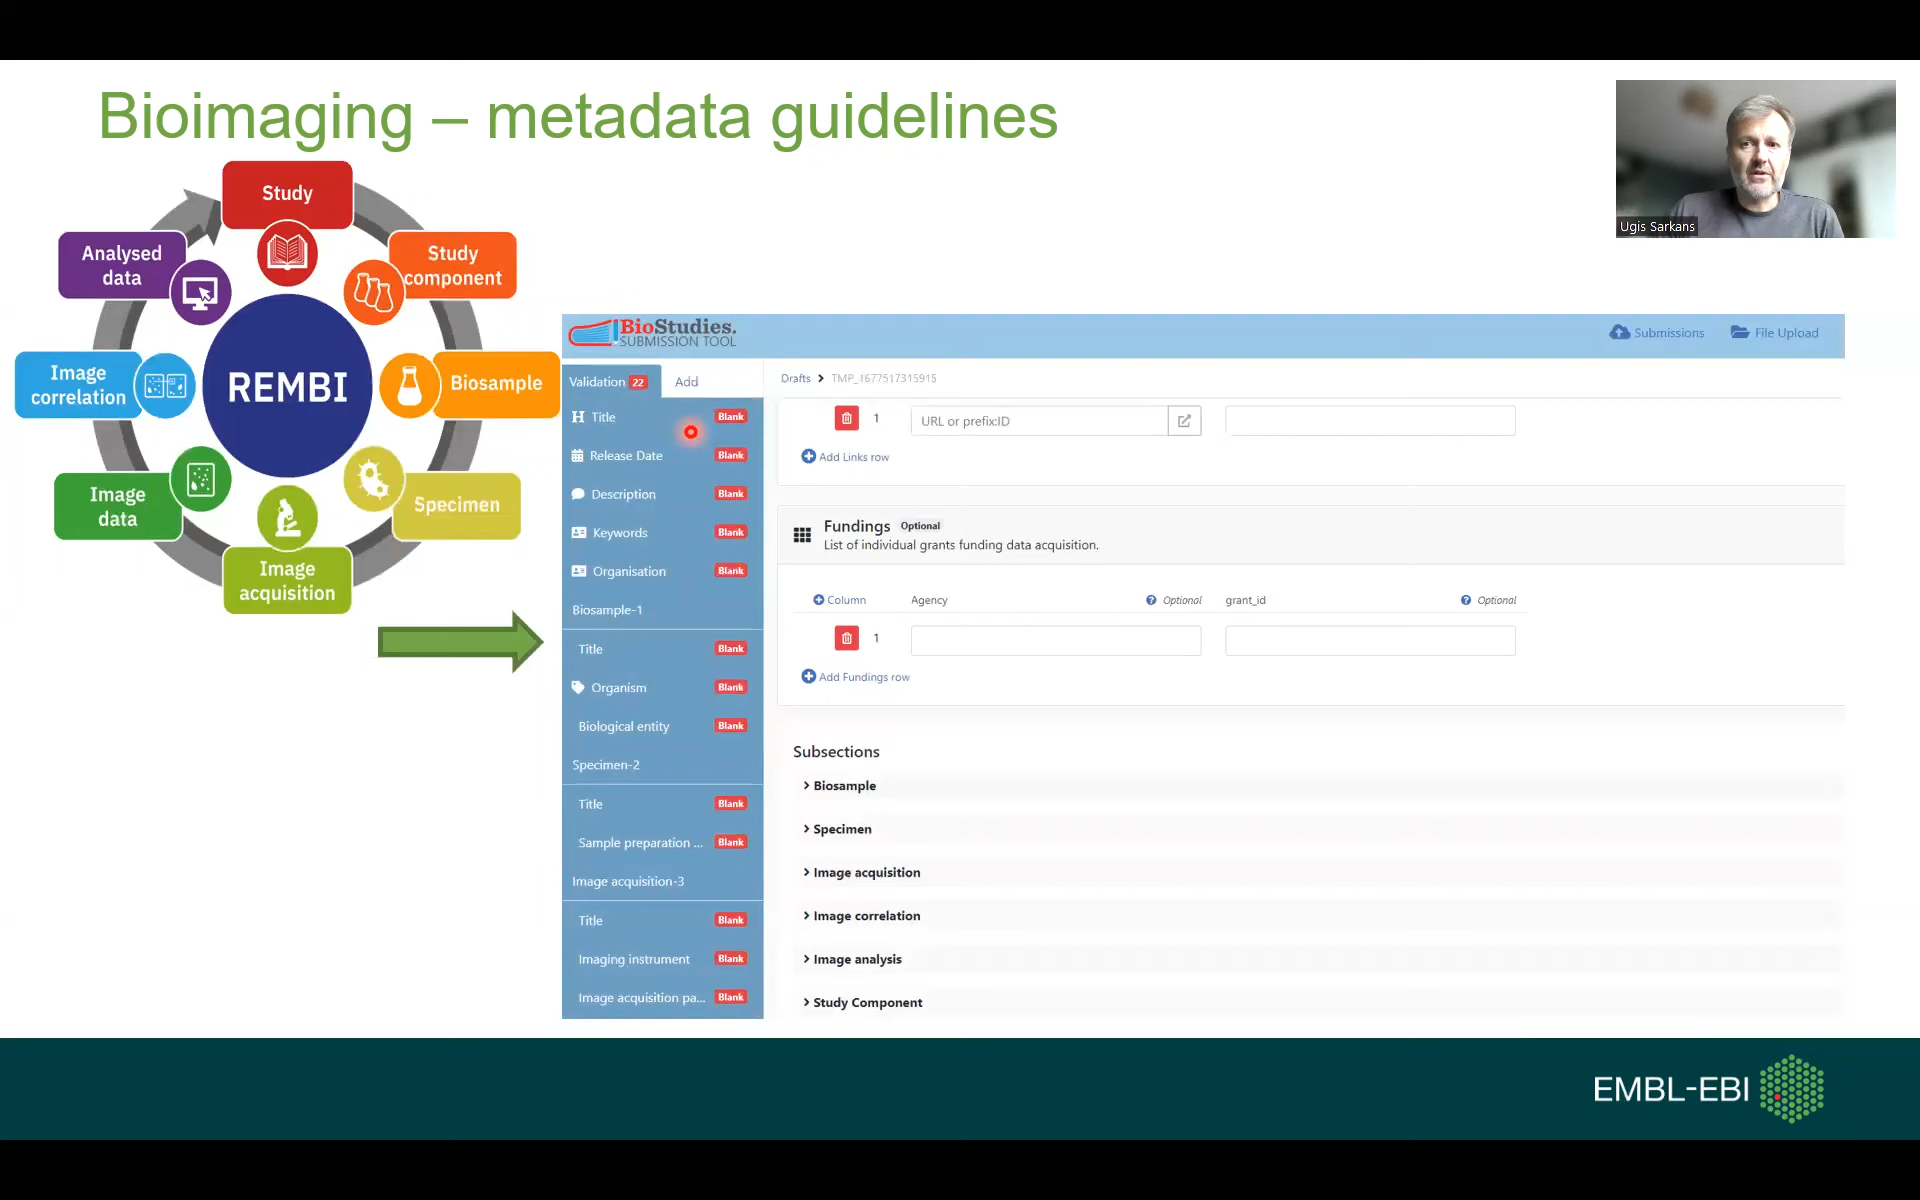 Bioimaging – metadata guidelines
Ugis Sarkans
Study
Study
component
Biosample
Specimen
Image
acquisition
Image
data
Image
correlation
Analysed
data
REMBI
BioStudies.
SUBMISSION TOOL
Submissions
File Upload
Validation 22
Add
Title Blank
Release Date Blank
Description Blank
Keywords Blank
Organisation Blank
Biosample-1
Title Blank
Organism Blank
Biological entity Blank
Specimen-2
Title Blank
Sample preparation ... Blank
Image acquisition-3
Title Blank
Imaging instrument Blank
Image acquisition pa... Blank
Drafts > TMP_1677517315915
1 URL or prefix:ID
Add Links row
Fundings Optional
List of individual grants funding data acquisition.
Column Agency Optional grant_id Optional
1
Add Fundings row
Subsections
> Biosample
> Specimen
> Image acquisition
> Image correlation
> Image analysis
> Study Component
EMBL-EBI